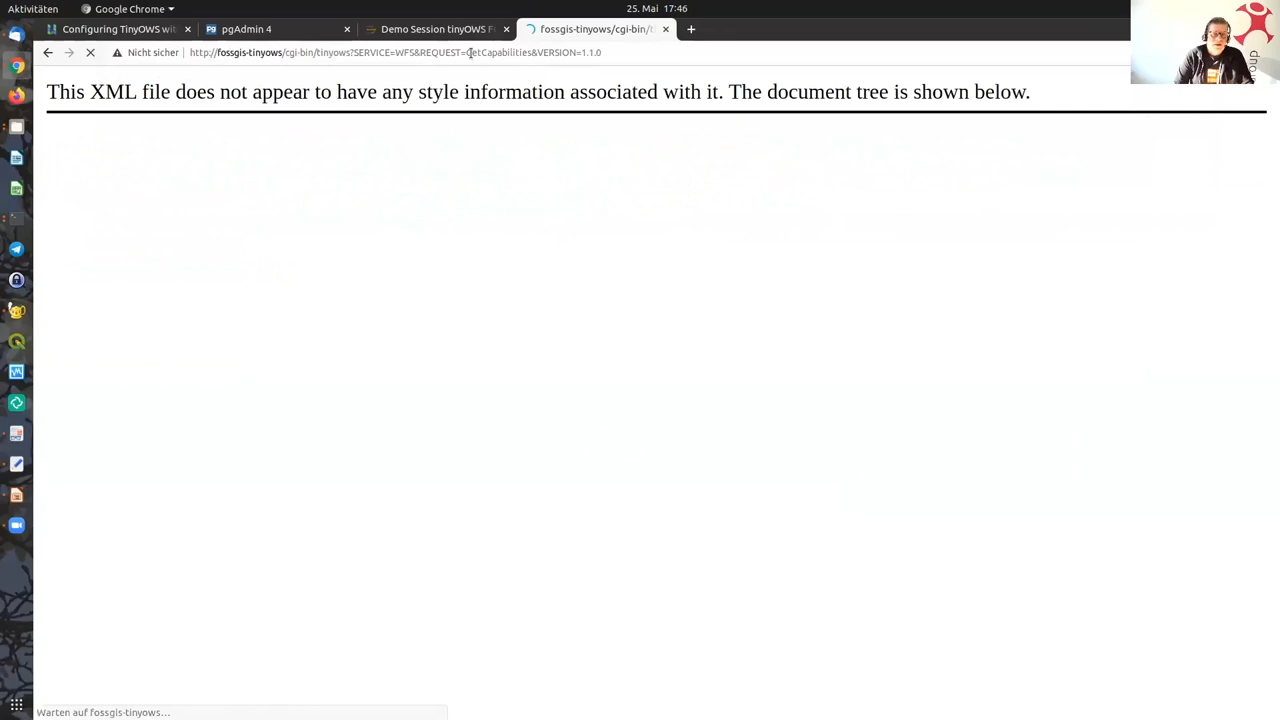 Aktivitäten Google Chrome 25. Mai 17:46
Configuring TinyOWS wit pgAdmin 4 Demo Session tinyOWS F fossgis-tinyows/cgi-bin/t
Nicht sicher http://fossgis-tinyows/cgi-bin/tinyows?SERVICE=WFS&REQUEST=GetCapabilities&VERSION=1.1.0
This XML file does not appear to have any style information associated with it. The document tree is shown below.
Warten auf fossgis-tinyows…